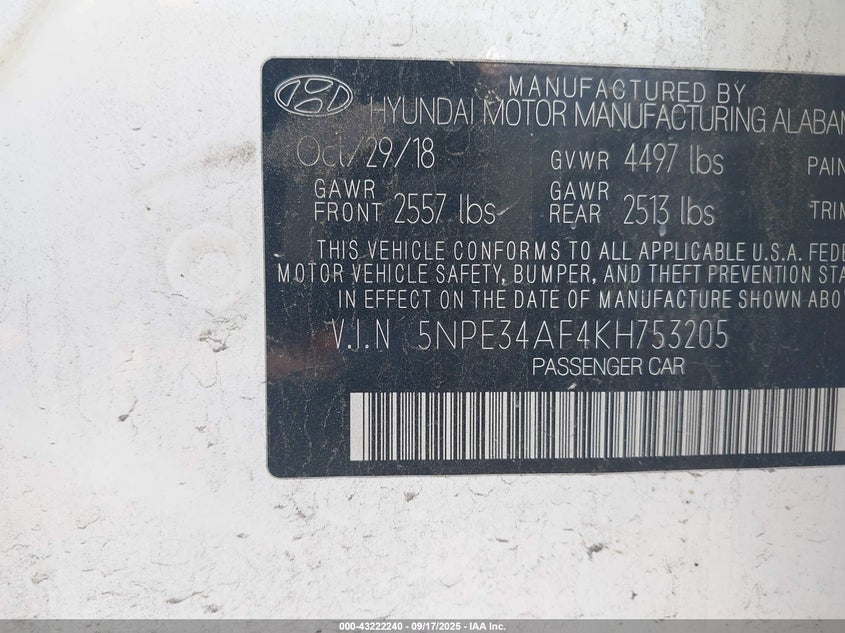 MANUFACTURED BY
HYUNDAI MOTOR MANUFACTURING ALABAM
Oct/29/18 GVWR 4497 lbs PAIN
GAWR FRONT 2557 lbs GAWR REAR 2513 lbs TRIM
THIS VEHICLE CONFORMS TO ALL APPLICABLE U.S.A. FEDE
MOTOR VEHICLE SAFETY, BUMPER, AND THEFT PREVENTION STA
IN EFFECT ON THE DATE OF MANUFACTURE SHOWN ABOV
V.I.N 5NPE34AF4KH753205
PASSENGER CAR
000-43222240 - 09/17/2025 - IAA Inc.